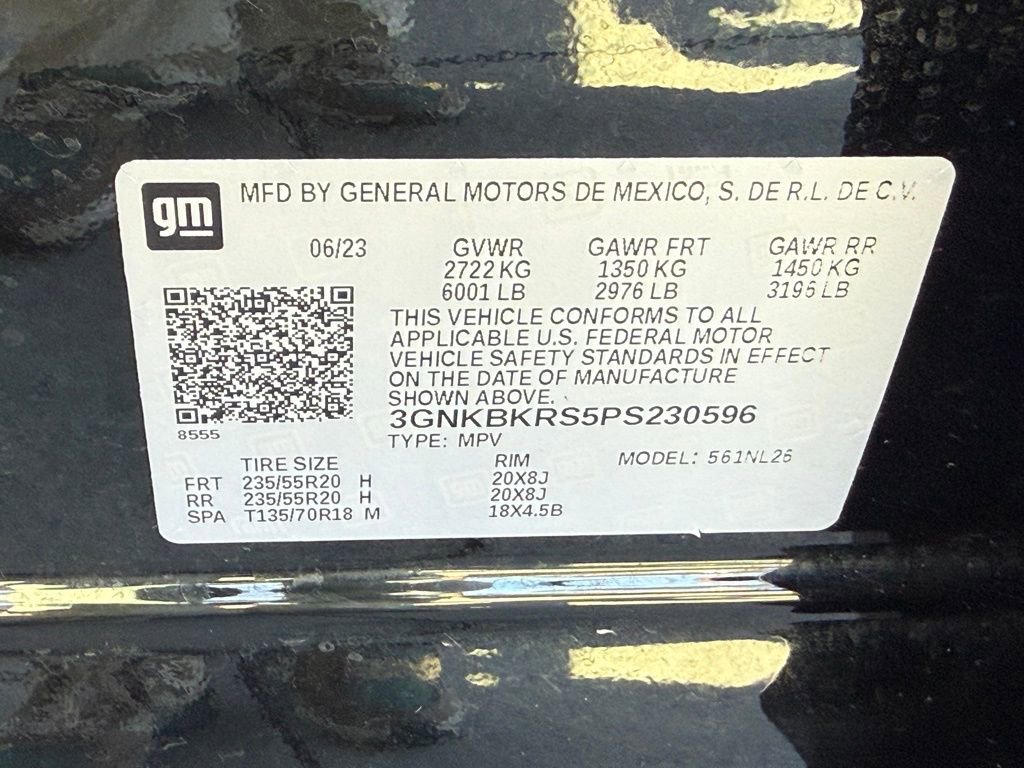 gm
MFD BY GENERAL MOTORS DE MEXICO, S. DE R.L. DE C.V.
06/23 GVWR GAWR FRT GAWR RR
2722 KG 1350 KG 1450 KG
6001 LB 2976 LB 3196 LB
THIS VEHICLE CONFORMS TO ALL
APPLICABLE U.S. FEDERAL MOTOR
VEHICLE SAFETY STANDARDS IN EFFECT
ON THE DATE OF MANUFACTURE
SHOWN ABOVE.
3GNKBKRS5PS230596
8555
TYPE: MPV
TIRE SIZE RIM MODEL: 561NL26
FRT 235/55R20 H 20X8J
RR 235/55R20 H 20X8J
SPA T135/70R18 M 18X4.5B